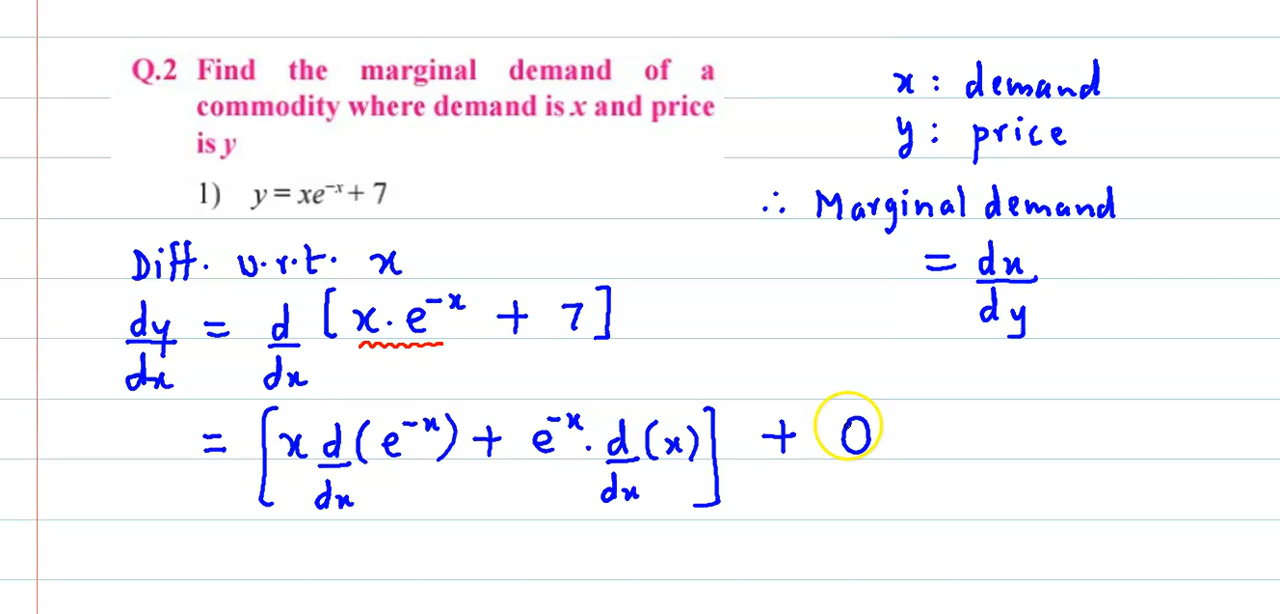 Q.2 Find the marginal demand of a
commodity where demand is x and price
is y
1) y = xe⁻ˣ + 7
x : demand
y : price
∴ Marginal demand
= dx/dy
Diff. w.r.t. x
dy/dx = d/dx [x · e⁻ˣ + 7]
= [x d/dx (e⁻ˣ) + e⁻ˣ · d/dx (x)] + 0